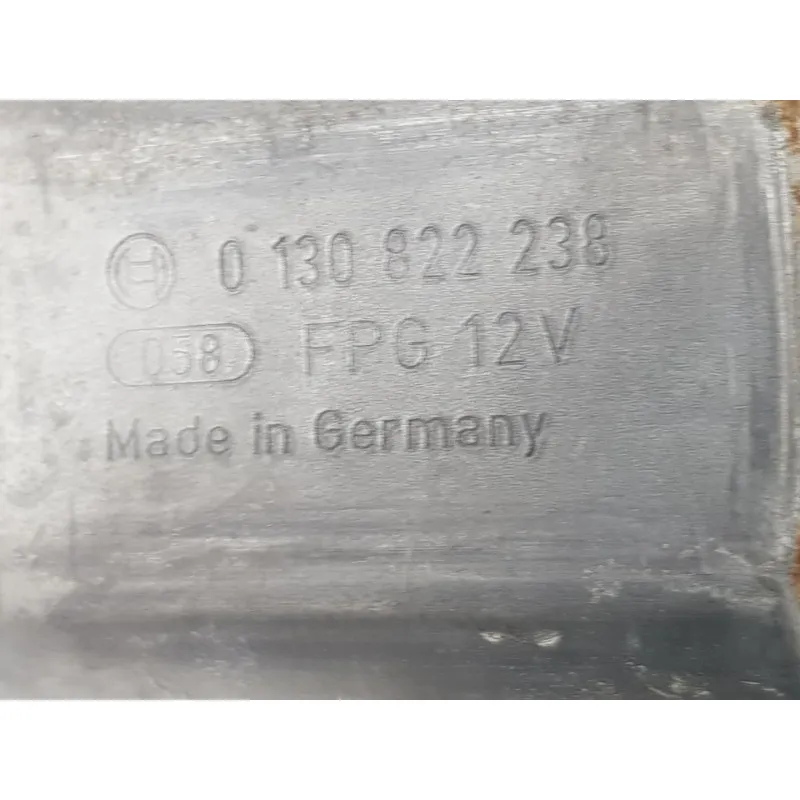 0 130 822 238
058 FPG 12V
Made in Germany